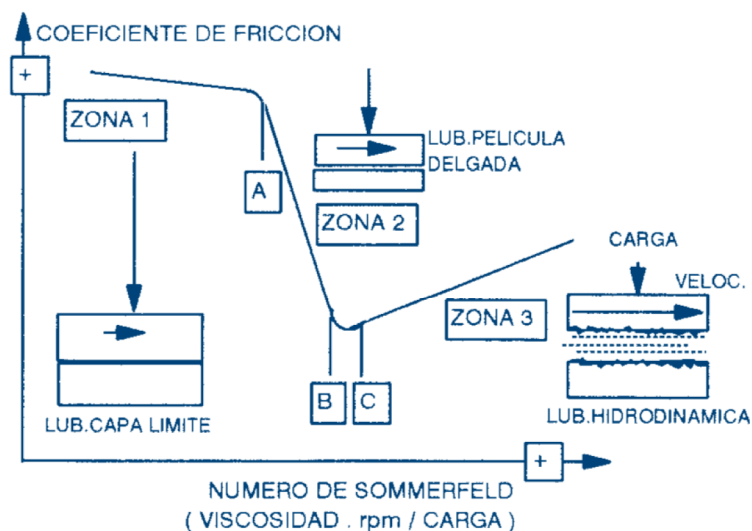 COEFICIENTE DE FRICCION
+
ZONA 1
LUB.PELICULA
DELGADA
A
ZONA 2
CARGA
VELOC.
ZONA 3
B
C
LUB.CAPA LIMITE
LUB.HIDRODINAMICA
+
NUMERO DE SOMMERFELD
( VISCOSIDAD . rpm / CARGA )